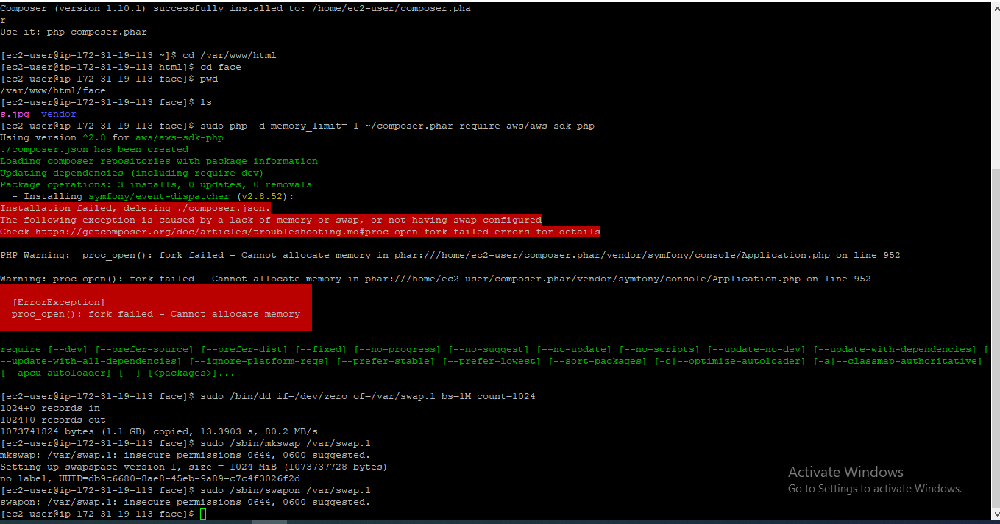 Composer (version 1.10.1) successfully installed to: /home/ec2-user/composer.pha
r
Use it: php composer.phar
[ec2-user@ip-172-31-19-113 ~]$ cd /var/www/html
[ec2-user@ip-172-31-19-113 html]$ cd face
[ec2-user@ip-172-31-19-113 face]$ pwd
/var/www/html/face
[ec2-user@ip-172-31-19-113 face]$ ls
s.jpg  vendor
[ec2-user@ip-172-31-19-113 face]$ sudo php -d memory_limit=-1 ~/composer.phar require aws/aws-sdk-php
Using version ^2.8 for aws/aws-sdk-php
./composer.json has been created
Loading composer repositories with package information
Updating dependencies (including require-dev)
Package operations: 3 installs, 0 updates, 0 removals
  - Installing symfony/event-dispatcher (v2.8.52):
Installation failed, deleting ./composer.json.
The following exception is caused by a lack of memory or swap, or not having swap configured
Check https://getcomposer.org/doc/articles/troubleshooting.md#proc-open-fork-failed-errors for details
PHP Warning:  proc_open(): fork failed - Cannot allocate memory in phar:///home/ec2-user/composer.phar/vendor/symfony/console/Application.php on line 952
Warning: proc_open(): fork failed - Cannot allocate memory in phar:///home/ec2-user/composer.phar/vendor/symfony/console/Application.php on line 952
[ErrorException]
proc_open(): fork failed - Cannot allocate memory
require [--dev] [--prefer-source] [--prefer-dist] [--fixed] [--no-progress] [--no-suggest] [--no-update] [--no-scripts] [--update-no-dev] [--update-with-dependencies] [
--update-with-all-dependencies] [--ignore-platform-reqs] [--prefer-stable] [--prefer-lowest] [--sort-packages] [-o|--optimize-autoloader] [-a|--classmap-authoritative]
[--apcu-autoloader] [--] [<packages>]...
[ec2-user@ip-172-31-19-113 face]$ sudo /bin/dd if=/dev/zero of=/var/swap.1 bs=1M count=1024
1024+0 records in
1024+0 records out
1073741824 bytes (1.1 GB) copied, 13.3903 s, 80.2 MB/s
[ec2-user@ip-172-31-19-113 face]$ sudo /sbin/mkswap /var/swap.1
mkswap: /var/swap.1: insecure permissions 0644, 0600 suggested.
Setting up swapspace version 1, size = 1024 MiB (1073737728 bytes)
no label, UUID=db9c6680-8ae8-45eb-9a89-c7c4f3026f2d
[ec2-user@ip-172-31-19-113 face]$ sudo /sbin/swapon /var/swap.1
swapon: /var/swap.1: insecure permissions 0644, 0600 suggested.
[ec2-user@ip-172-31-19-113 face]$
Activate Windows
Go to Settings to activate Windows.